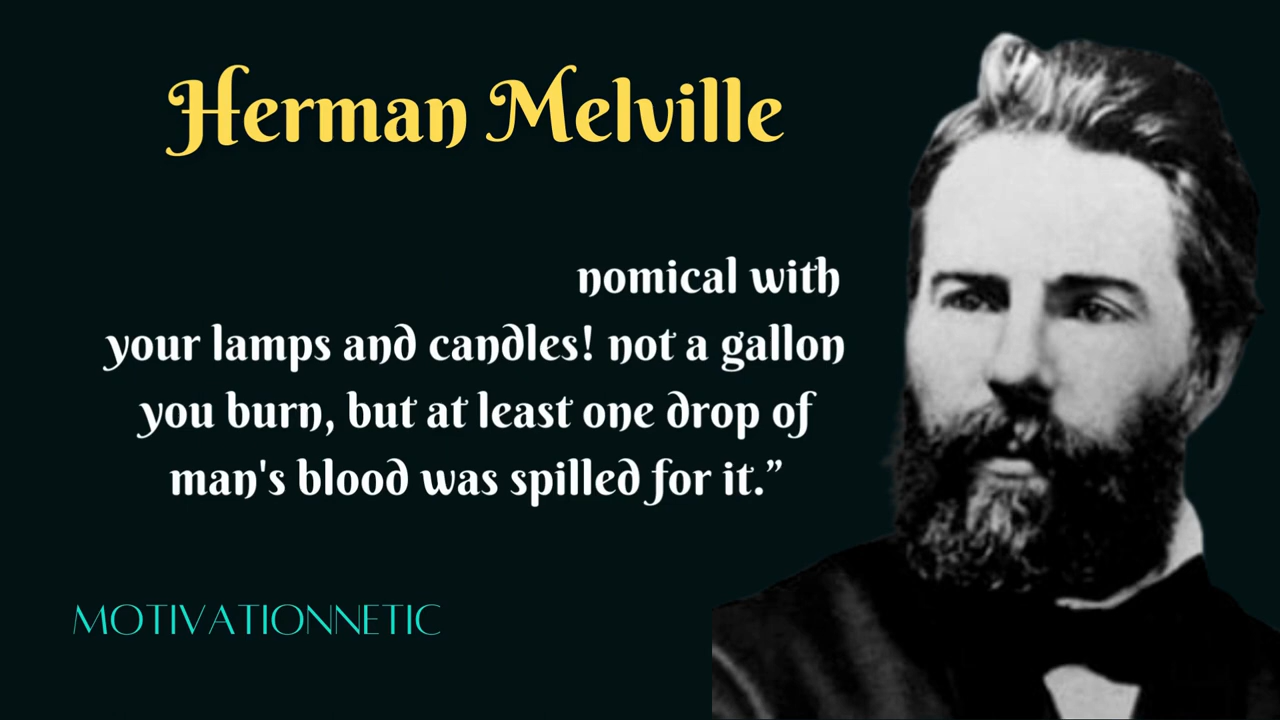 Herman Melville
nomical with
your lamps and candles! not a gallon
you burn, but at least one drop of
man's blood was spilled for it.”
MOTIVATIONNETIC